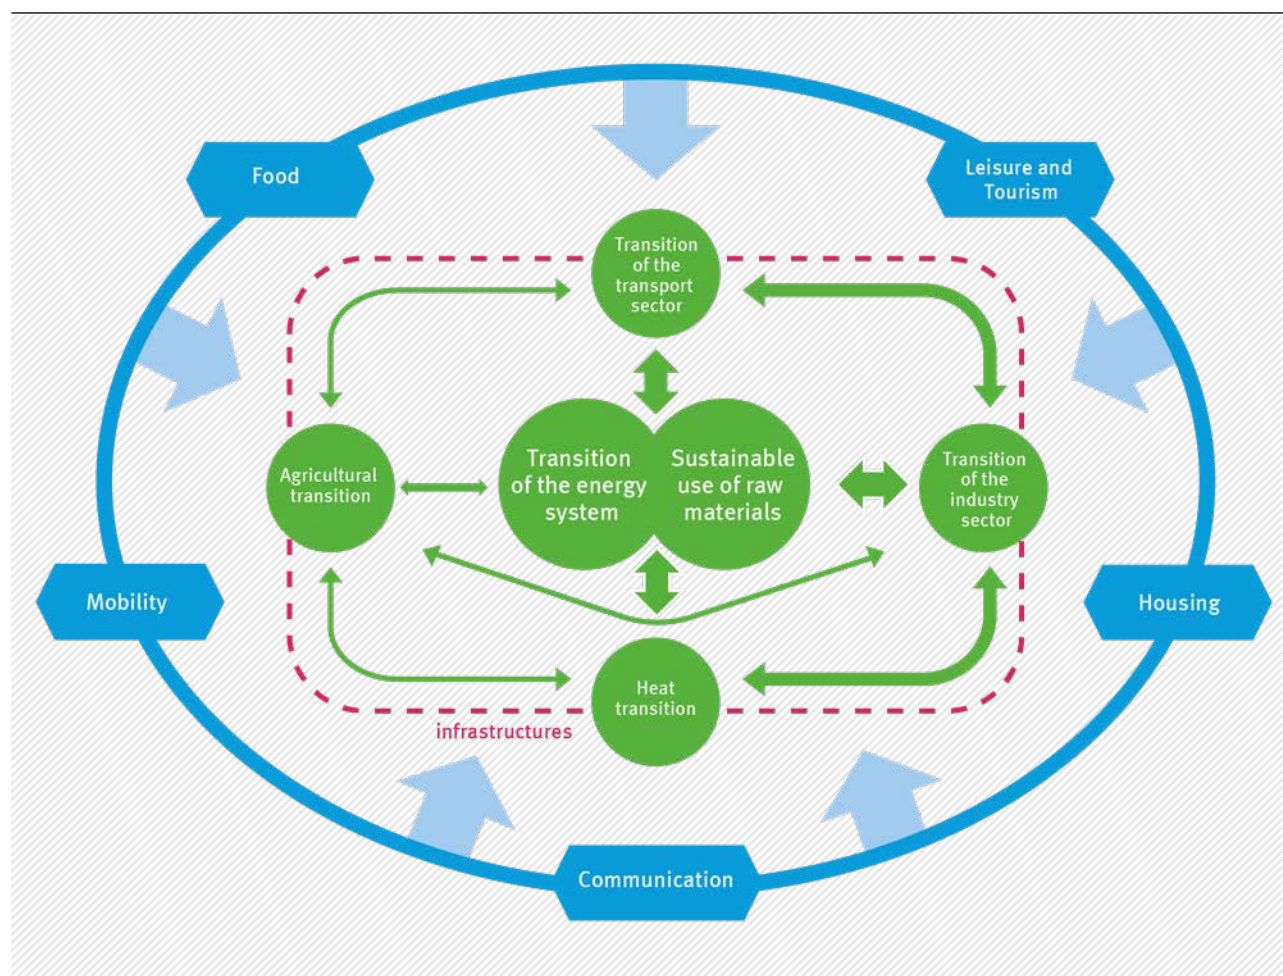 Food
Leisure and
Tourism
Transition
of the
transport
sector
Agricultural
transition
Transition
of the energy
system
Sustainable
use of raw
materials
Transition
of the
industry
sector
Mobility
Housing
Heat
transition
infrastructures
Communication